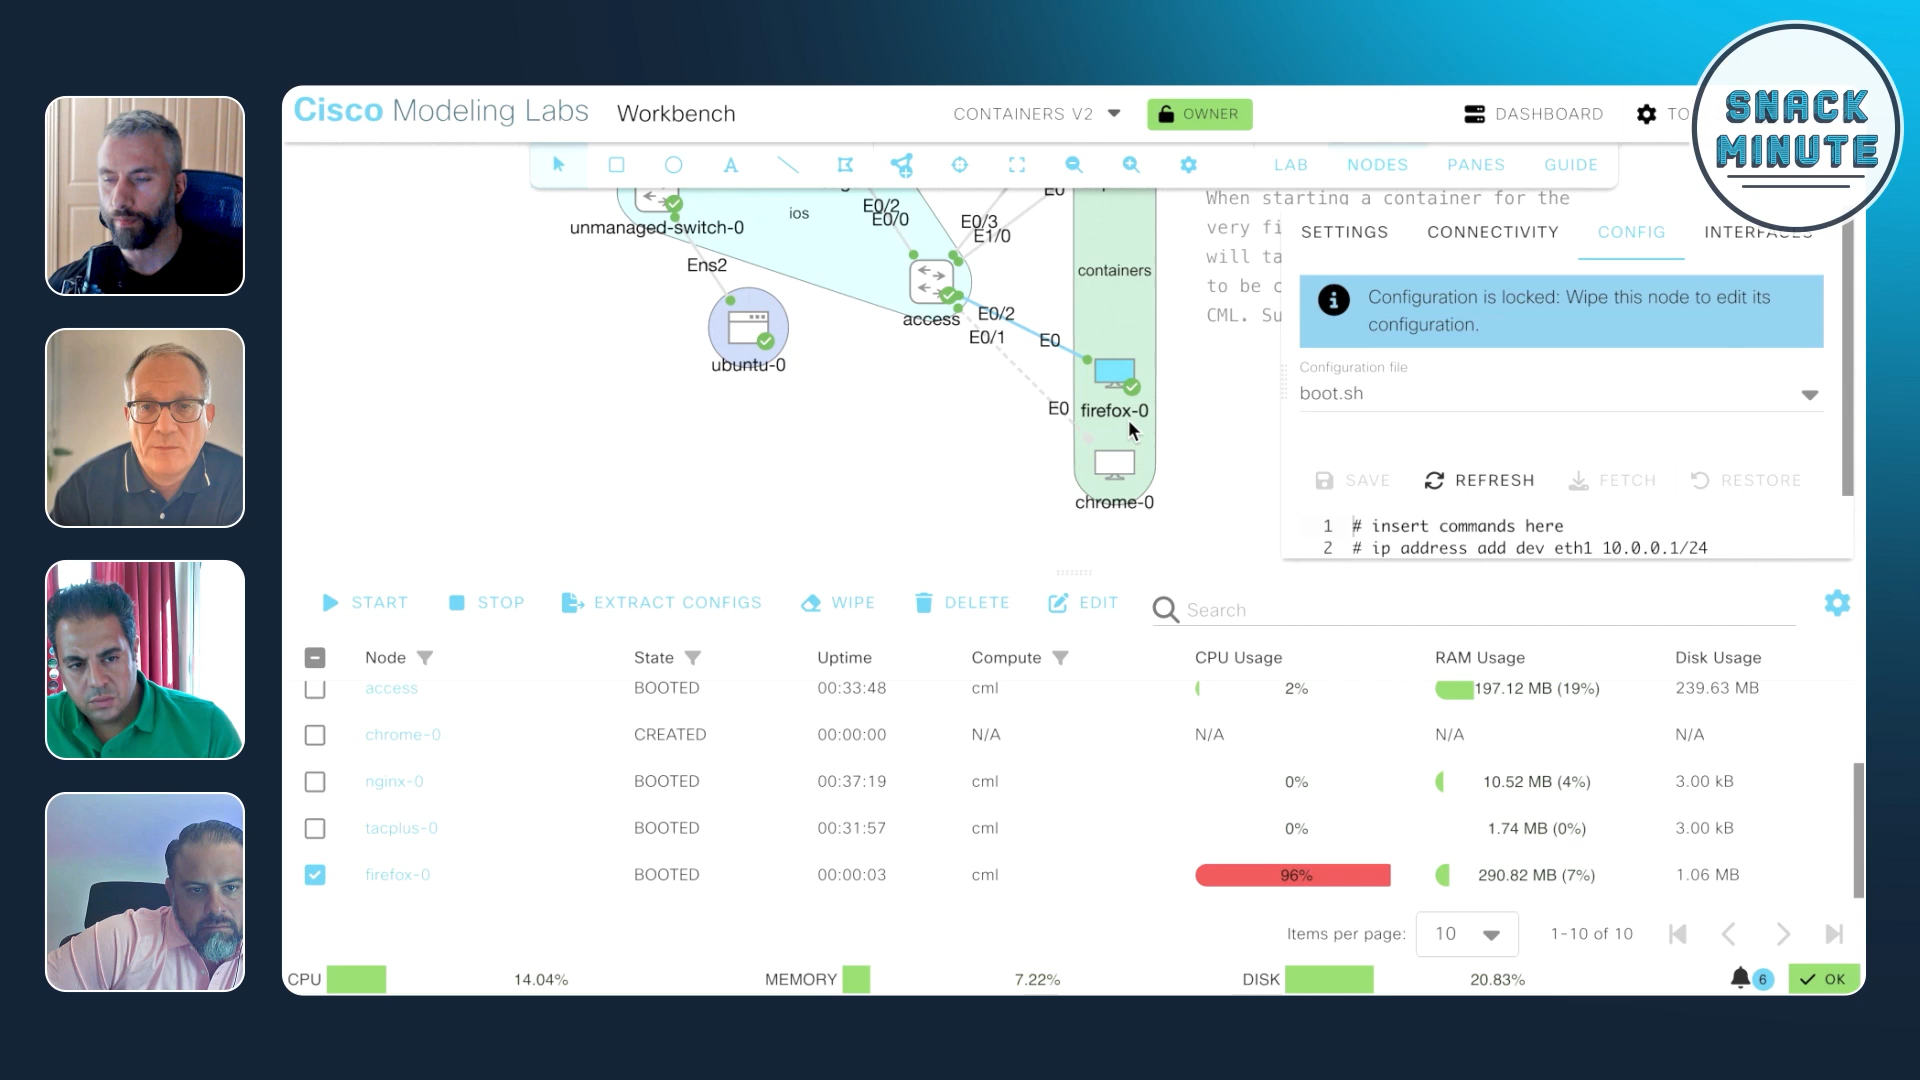 SNACK
MINUTE
Cisco Modeling Labs
Workbench
CONTAINERS V2
OWNER
DASHBOARD
TO
A
LAB
NODES
PANES
GUIDE
unmanaged-switch-0
ios
E0/2
E0/0
E0/3
E1/0
E0
Ens2
ubuntu-0
access
E0/2
E0/1
E0
E0
containers
firefox-0
chrome-0
When starting a container for the
very fi
will ta
to be c
CML. Su
SETTINGS
CONNECTIVITY
CONFIG
INTERFACES
Configuration is locked: Wipe this node to edit its
configuration.
Configuration file
boot.sh
SAVE
REFRESH
FETCH
RESTORE
1 # insert commands here
2 # ip address add dev eth1 10.0.0.1/24
START
STOP
EXTRACT CONFIGS
WIPE
DELETE
EDIT
Search
Node State Uptime Compute CPU Usage RAM Usage Disk Usage
access BOOTED 00:33:48 cml 2% 197.12 MB (19%) 239.63 MB
chrome-0 CREATED 00:00:00 N/A N/A N/A N/A
nginx-0 BOOTED 00:37:19 cml 0% 10.52 MB (4%) 3.00 kB
tacplus-0 BOOTED 00:31:57 cml 0% 1.74 MB (0%) 3.00 kB
firefox-0 BOOTED 00:00:03 cml 96% 290.82 MB (7%) 1.06 MB
Items per page: 10 1-10 of 10
CPU 14.04% MEMORY 7.22% DISK 20.83% 6 OK